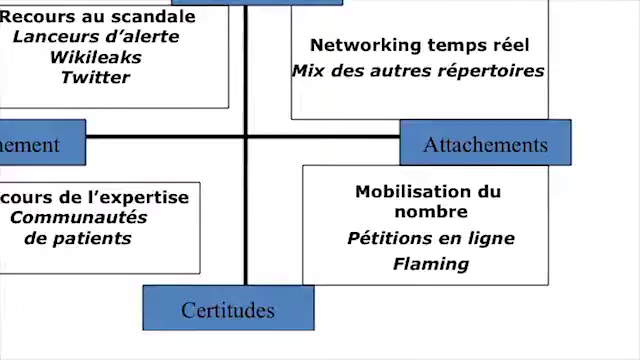 Recours au scandale
Lanceurs d’alerte
Wikileaks
Twitter
Networking temps réel
Mix des autres répertoires
Attachements
cours de l’expertise
Communautés
de patients
Mobilisation du
nombre
Pétitions en ligne
Flaming
Certitudes